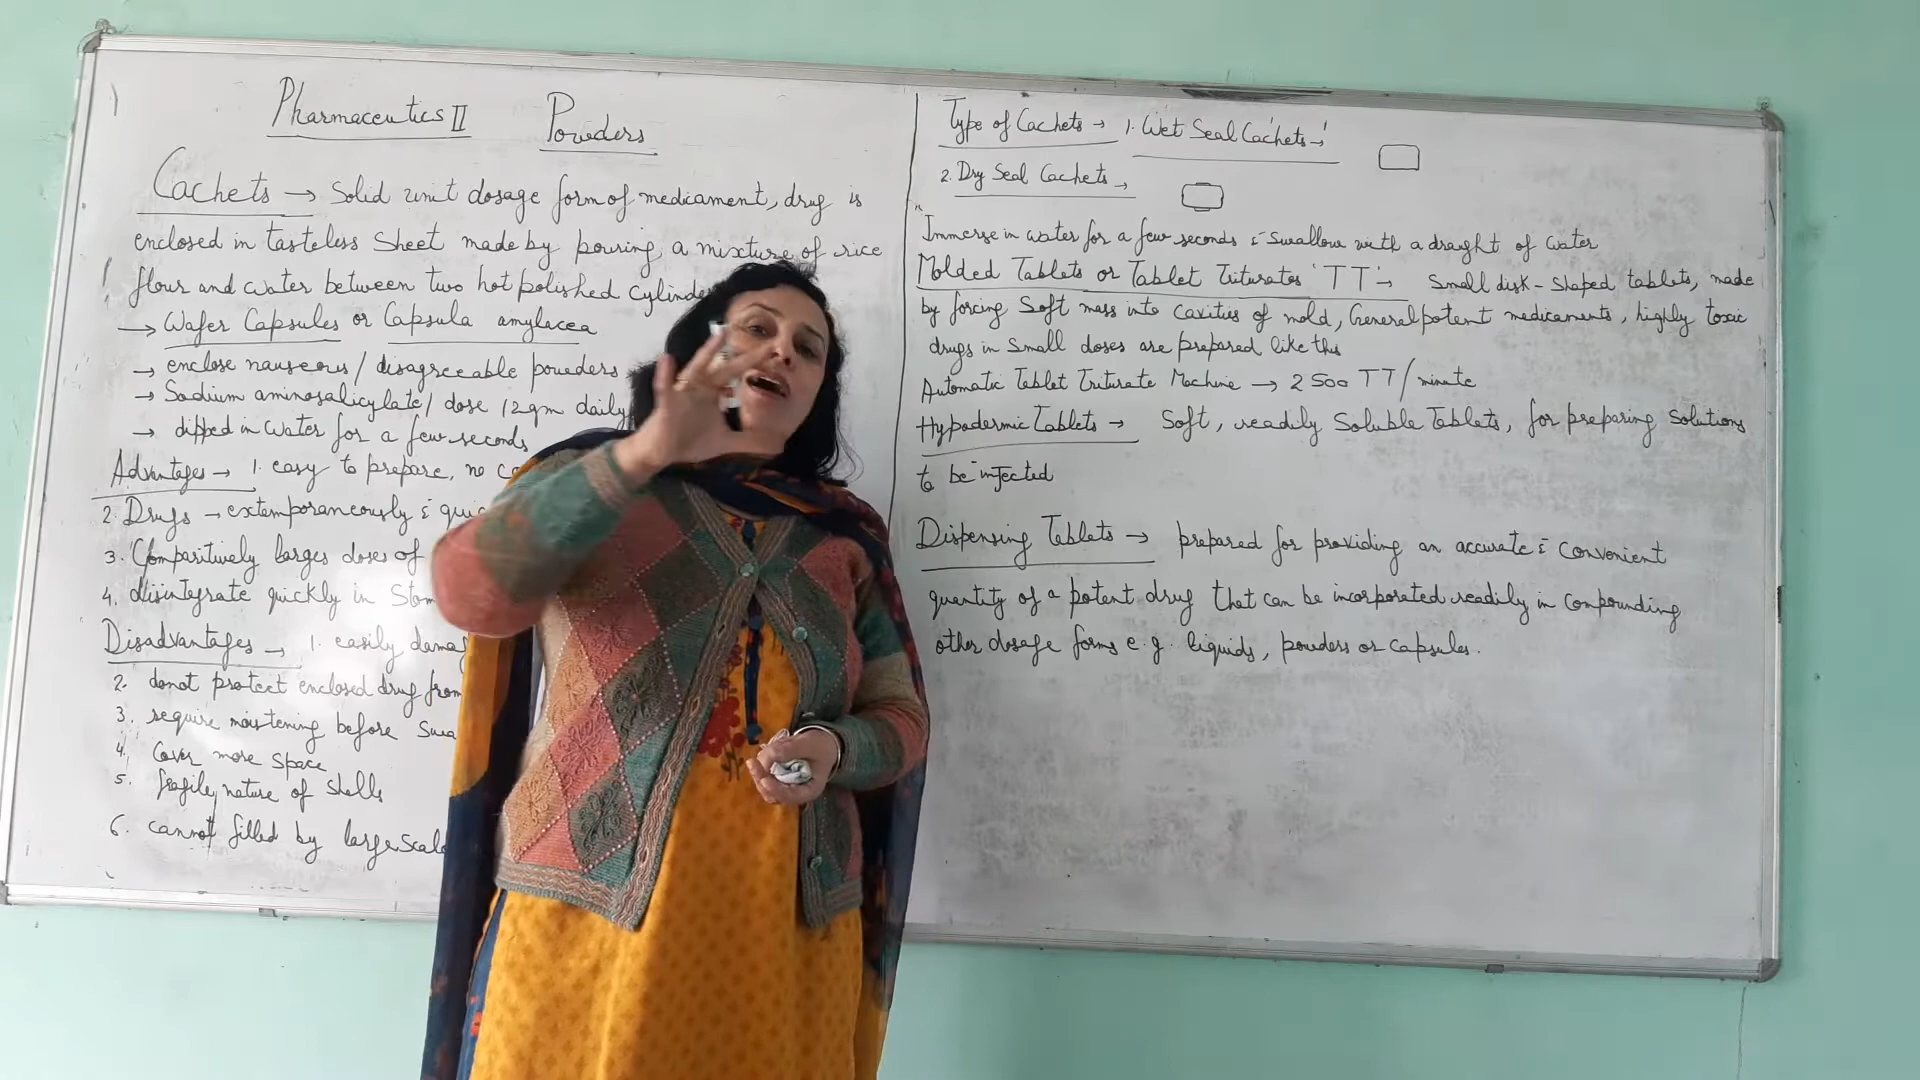 Pharmaceutics II
Powders
Cachets → Solid unit dosage form of medicament, drug is
enclosed in tasteless Sheet made by pouring a mixture of rice
flour and water between two hot polished
→ Wafer Capsules or Capsula amylacea
→ enclose nauseous / disagreeable powders
→ Sodium aminosalicylate / dose 12gm daily
→ dipped in water for a few seconds
Advantages → 1. easy to prepare, no
2. Drugs → extemporaneously &
3. Comparitively larges doses of
4. disintegrate quickly in
Disadvantages → 1. easily
2. donot protect enclosed drug from
3. require moistening before
4. Cover more space
5. fragile nature of shells
6. cannot filled by large scale
Type of Cachets → 1. Wet Seal Cachets →
2. Dry Seal Cachets →
Immerse in water for a few seconds & Swallow with a draught of water
Molded Tablets or Tablet Triturates 'TT' → Small disk-shaped tablets, made
by forcing Soft mass into cavities of mold, General potent medicaments, highly toxic
drugs in small doses are prepared like this
Automatic Tablet Triturate Machine → 2500 TT/minute
Hypodermic Tablets → Soft, readily Soluble Tablets, for preparing Solutions
to be injected
Dispensing Tablets → prepared for providing an accurate & convenient
quantity of a potent drug that can be incorporated readily in compounding
other dosage forms e.g. liquids, powders or capsules.